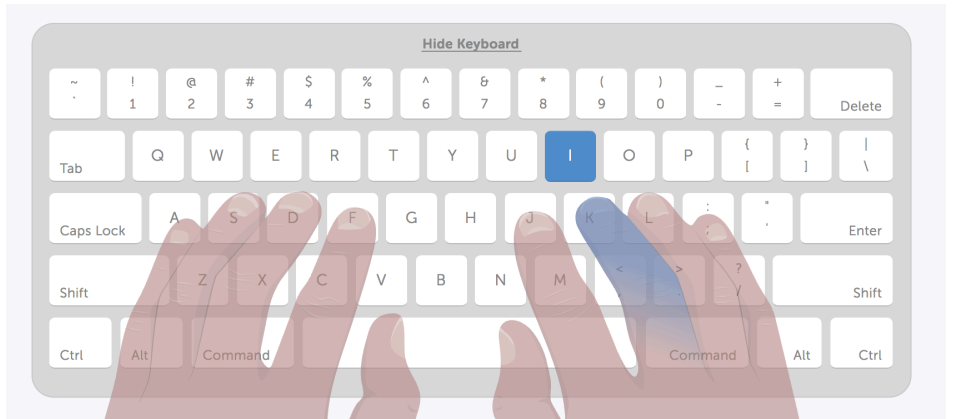 Hide Keyboard
~ ! @ # $ % ^ & * ( ) _ +
` 1 2 3 4 5 6 7 8 9 0 - = Delete
{ } |
Tab Q W E R T Y U I O P [ ] \
: "
Caps Lock A S D F G H J K L ; ' Enter
< > ?
Shift Z X C V B N M , . / Shift
Ctrl Alt Command Command Alt Ctrl